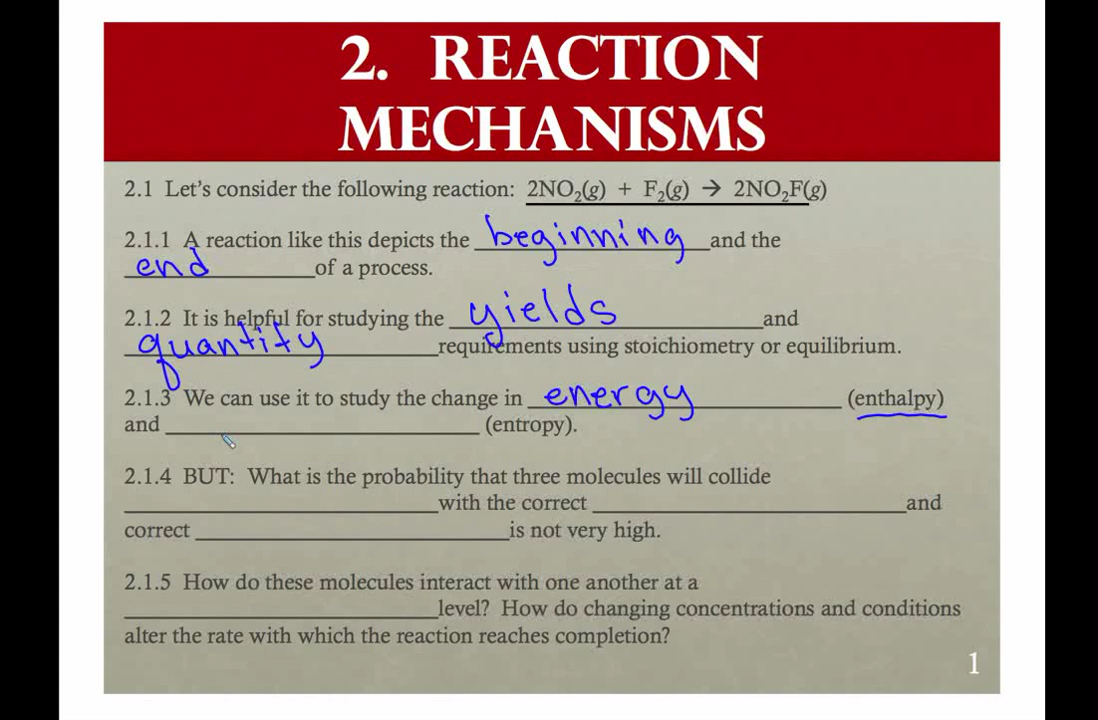 2. REACTION
MECHANISMS
2.1 Let's consider the following reaction: 2NO₂(g) + F₂(g) → 2NO₂F(g)
2.1.1 A reaction like this depicts the beginning and the
end of a process.
2.1.2 It is helpful for studying the yields and
quantity requirements using stoichiometry or equilibrium.
2.1.3 We can use it to study the change in energy (enthalpy)
and ______________ (entropy).
2.1.4 BUT: What is the probability that three molecules will collide
______________ with the correct ______________ and
correct ______________ is not very high.
2.1.5 How do these molecules interact with one another at a
______________ level? How do changing concentrations and conditions
alter the rate with which the reaction reaches completion?
1